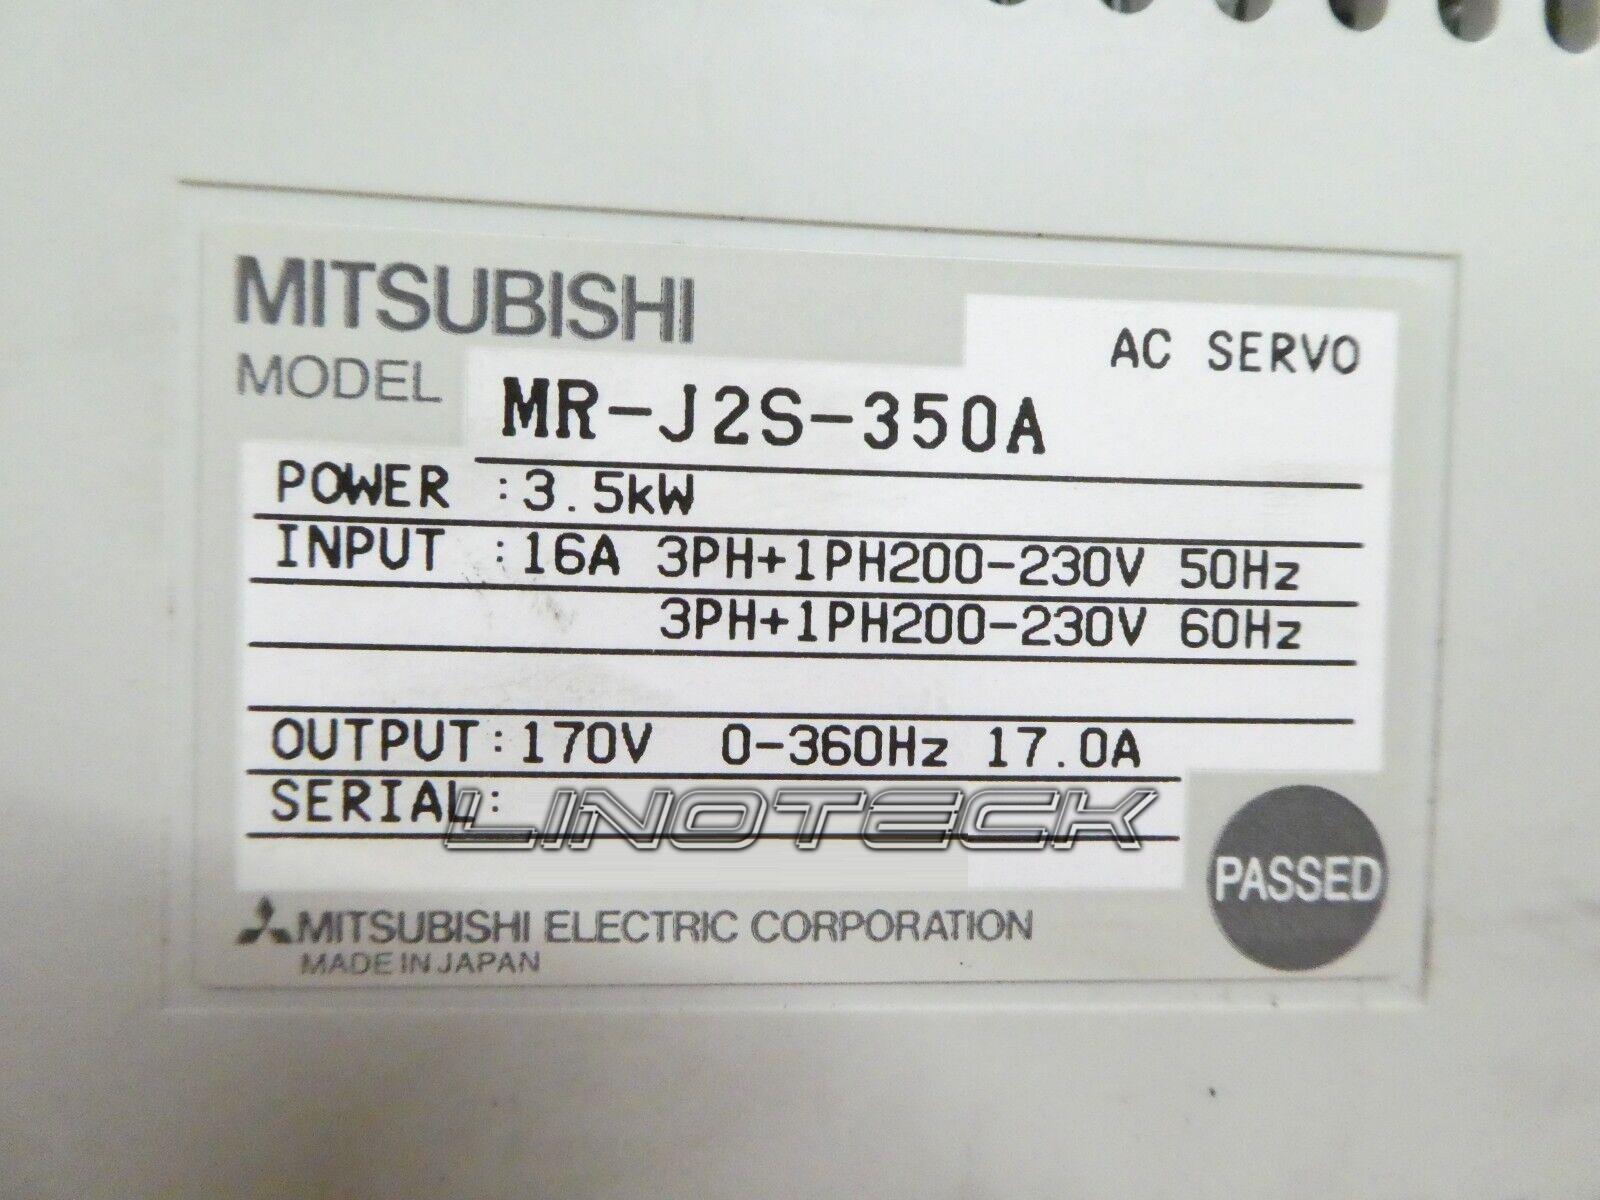 MITSUBISHI
AC SERVO
MODEL MR-J2S-350A
POWER :3.5kW
INPUT :16A 3PH+1PH200-230V 50Hz
3PH+1PH200-230V 60Hz
OUTPUT:170V 0-360Hz 17.0A
SERIAL:
LINOTECK
PASSED
MITSUBISHI ELECTRIC CORPORATION
MADE IN JAPAN